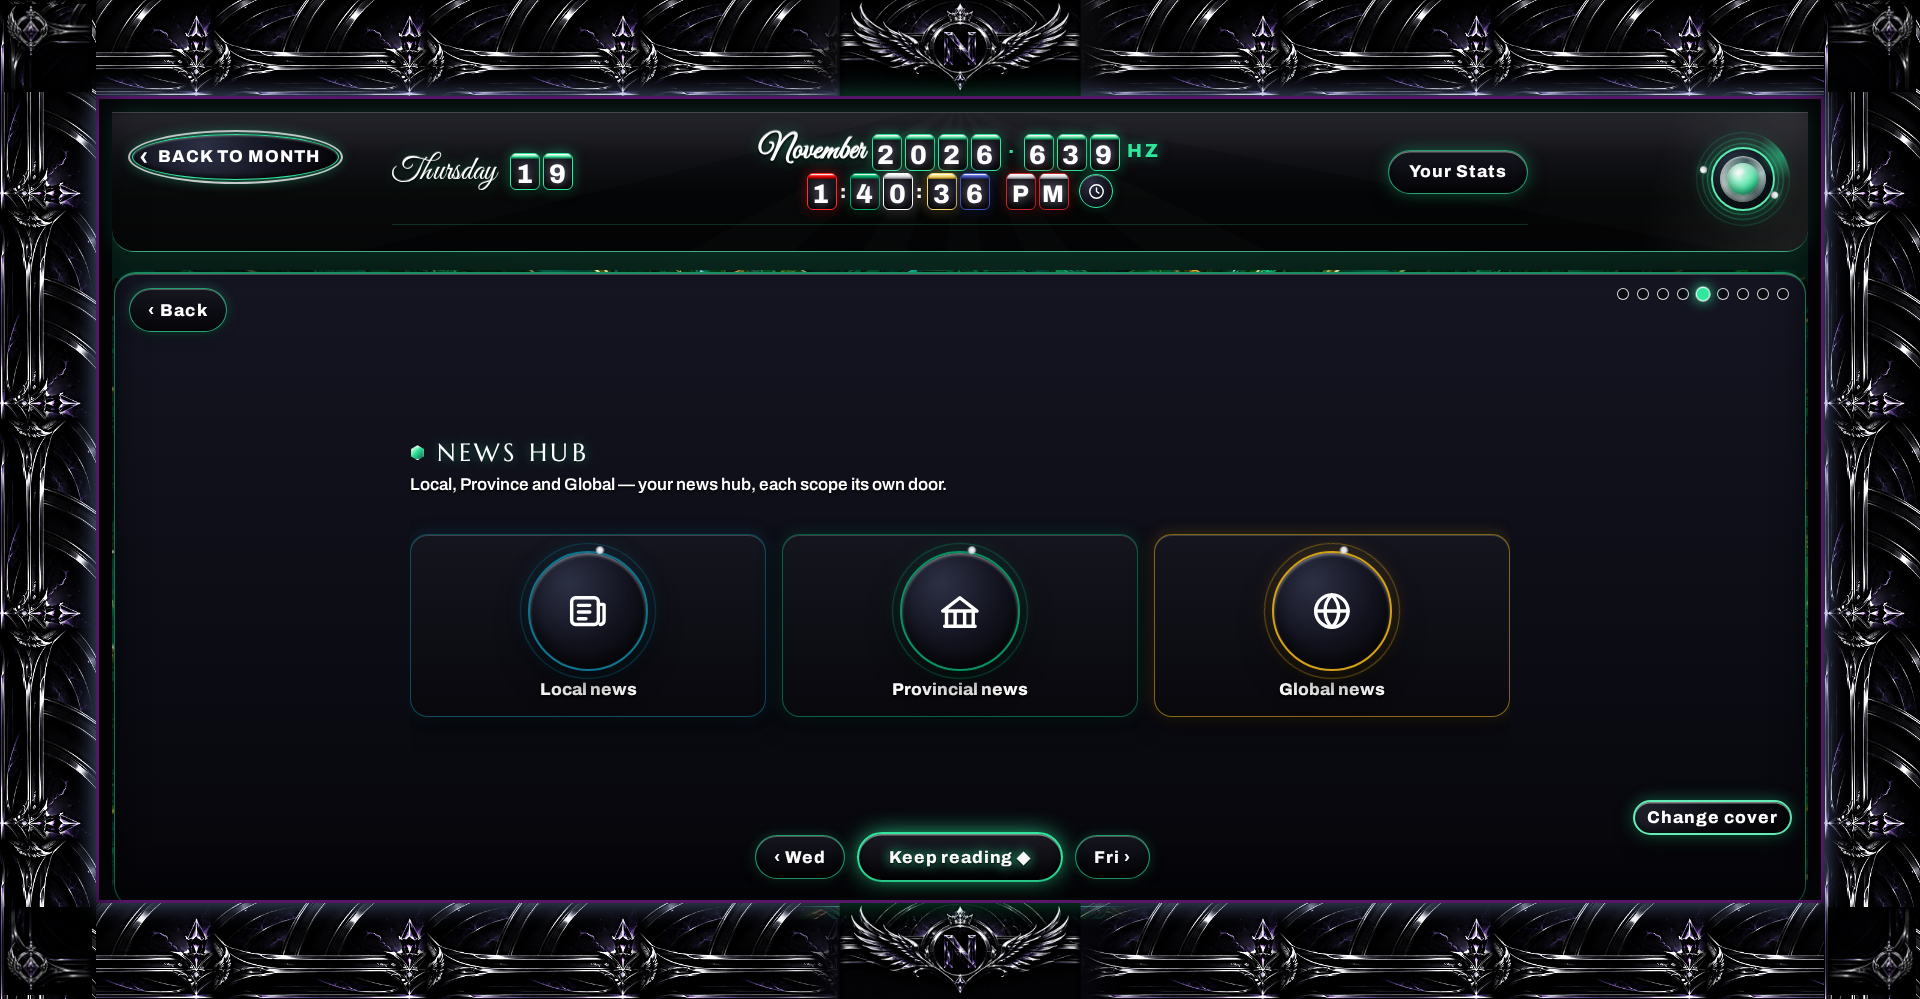 N
‹ BACK TO MONTH
Thursday 19
November 2026 · 639 HZ
1:40:36 PM
Your Stats
‹ Back
NEWS HUB
Local, Province and Global — your news hub, each scope its own door.
Local news
Provincial news
Global news
Change cover
‹ Wed
Keep reading ◆
Fri ›
N